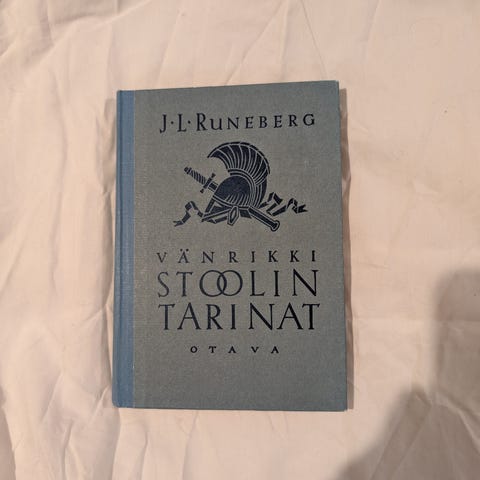 J·L·RUNEBERG
VÄNRIKKI
STOOLIN
TARINAT
OTAVA